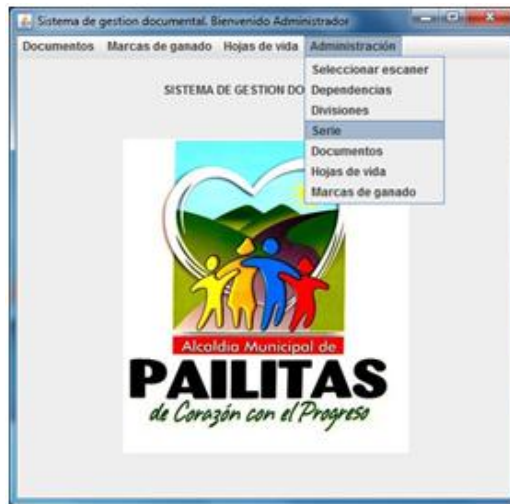 Sistema de gestion documental. Bienvenido Administrador
Documentos Marcas de ganado Hojas de vida Administración
Seleccionar escaner
SISTEMA DE GESTION DO
Dependencias
Divisiones
Serie
Documentos
Hojas de vida
Marcas de ganado
Alcaldia Municipal de
PAILITAS
de Corazón con el Progreso